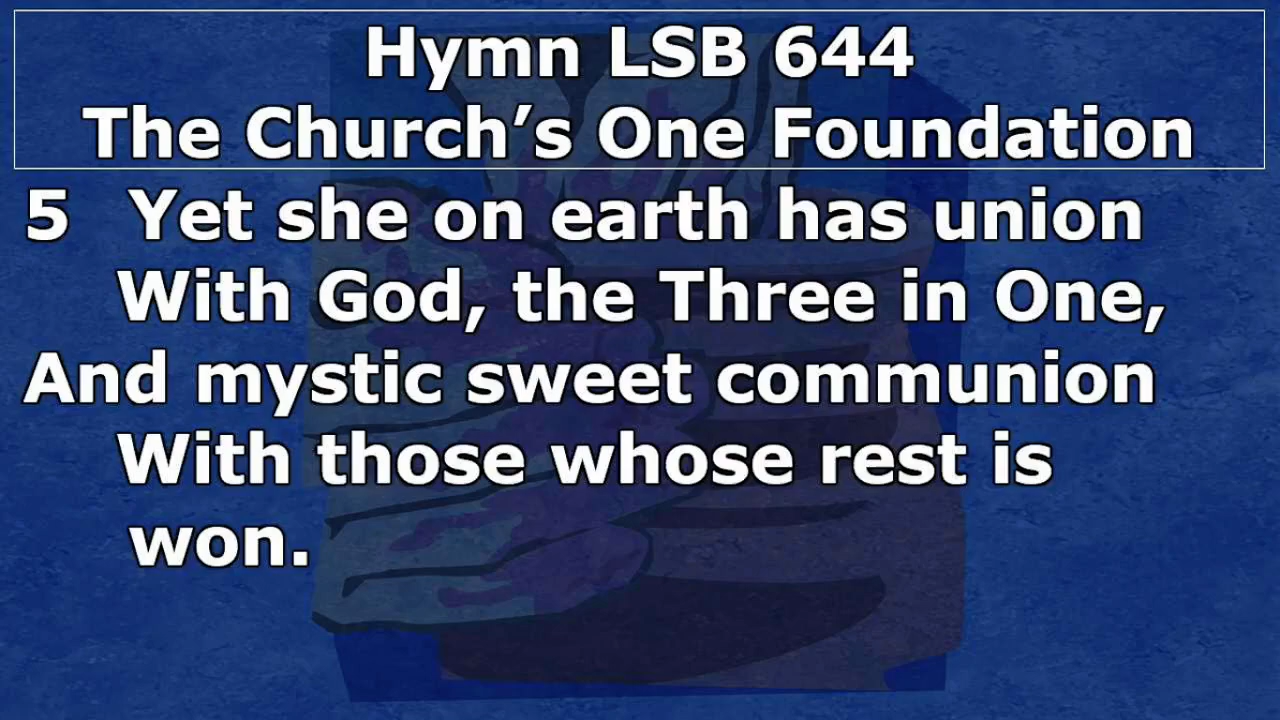 Hymn LSB 644
The Church’s One Foundation
5 Yet she on earth has union
With God, the Three in One,
And mystic sweet communion
With those whose rest is
won.